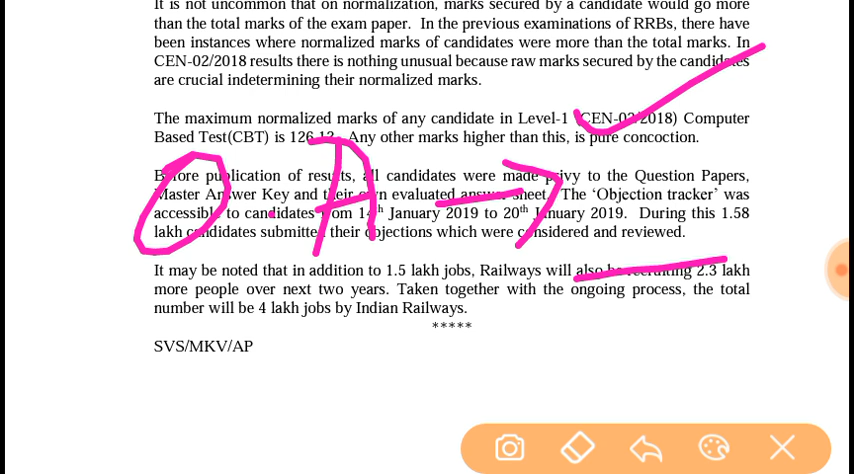 It is not uncommon that on normalization, marks secured by a candidate would go more
than the total marks of the exam paper. In the previous examinations of RRBs, there have
been instances where normalized marks of candidates were more than the total marks. In
CEN-02/2018 results there is nothing unusual because raw marks secured by the candidates
are crucial indetermining their normalized marks.
The maximum normalized marks of any candidate in Level-1 (CEN-02/2018) Computer
Based Test(CBT) is 126.13. Any other marks higher than this, is pure concoction.
Before publication of results, all candidates were made privy to the Question Papers,
Master Answer Key and their own evaluated answer sheet. The ‘Objection tracker’ was
accessible to candidates from 14th January 2019 to 20th January 2019. During this 1.58
lakh candidates submitted their objections which were considered and reviewed.
It may be noted that in addition to 1.5 lakh jobs, Railways will also be recruiting 2.3 lakh
more people over next two years. Taken together with the ongoing process, the total
number will be 4 lakh jobs by Indian Railways.
*****
SVS/MKV/AP